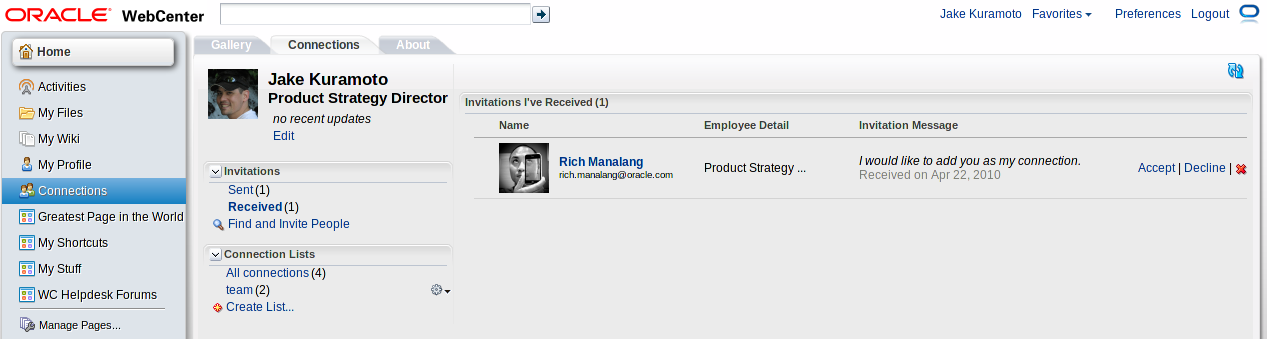 ORACLE WebCenter
Jake Kuramoto Favorites Preferences Logout
Home
Activities
My Files
My Wiki
My Profile
Connections
Greatest Page in the World
My Shortcuts
My Stuff
WC Helpdesk Forums
Manage Pages...
Gallery Connections About
Jake Kuramoto
Product Strategy Director
no recent updates
Edit
Invitations
Sent (1)
Received (1)
Find and Invite People
Connection Lists
All connections (4)
team (2)
Create List...
Invitations I've Received (1)
Name Employee Detail Invitation Message
Rich Manalang
rich.manalang@oracle.com
Product Strategy ...
I would like to add you as my connection.
Received on Apr 22, 2010
Accept | Decline |